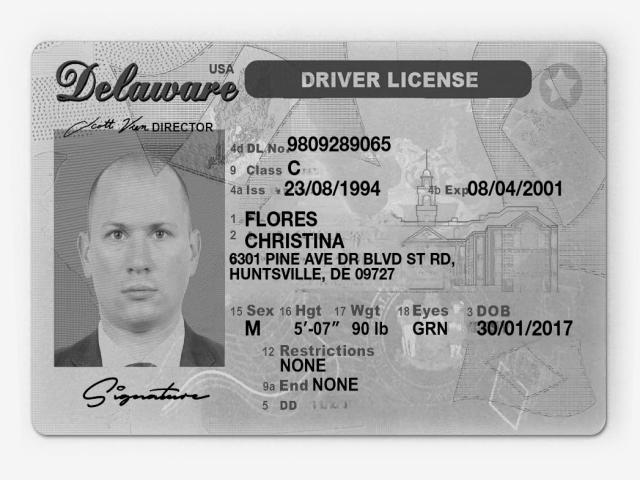 Delaware USA DRIVER LICENSE
Scott Vien DIRECTOR
4d DL No. 9809289065
9 Class C
4a Iss 23/08/1994 4b Exp 08/04/2001
1 FLORES
2 CHRISTINA
6301 PINE AVE DR BLVD ST RD,
HUNTSVILLE, DE 09727
15 Sex 16 Hgt 17 Wgt 18 Eyes 3 DOB
M 5'-07" 90 lb GRN 30/01/2017
12 Restrictions
NONE
9a End NONE
Signature
5 DD